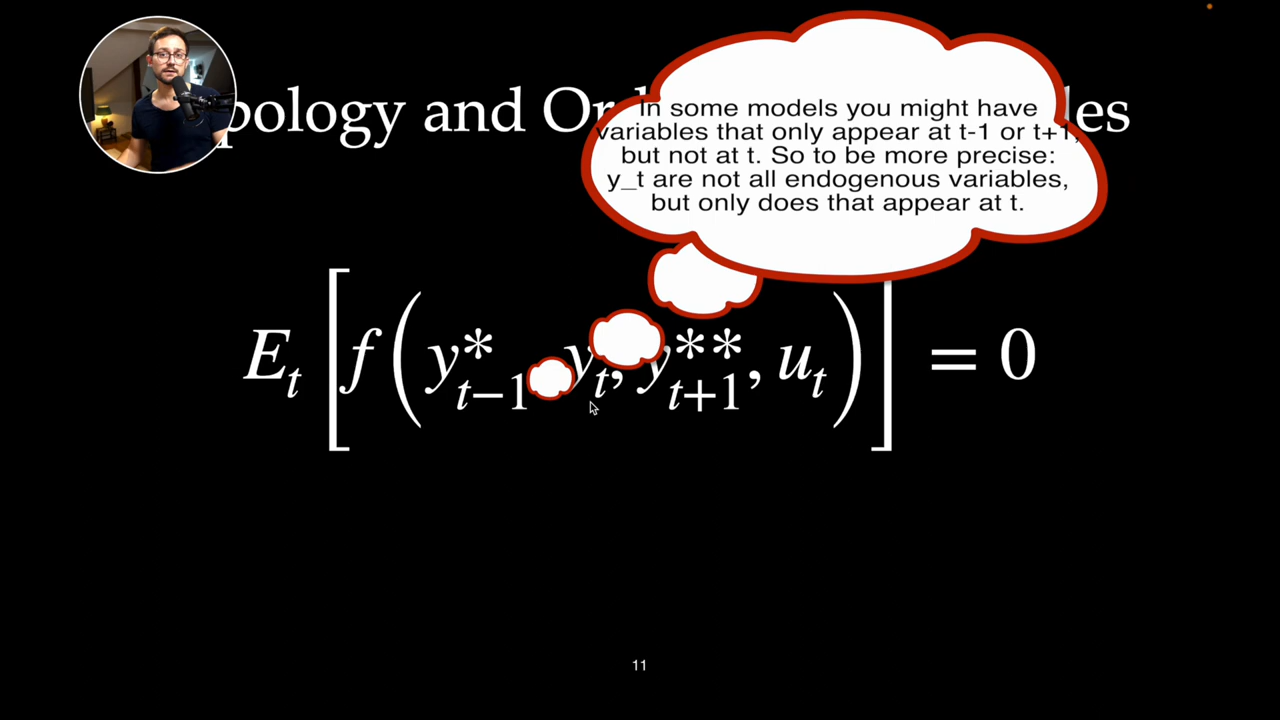 pology and Or les
In some models you might have
variables that only appear at t-1 or t+1,
but not at t. So to be more precise:
y_t are not all endogenous variables,
but only does that appear at t.
E_t [ f ( y*_{t-1} y_t, y**_{t+1}, u_t ) ] = 0
11